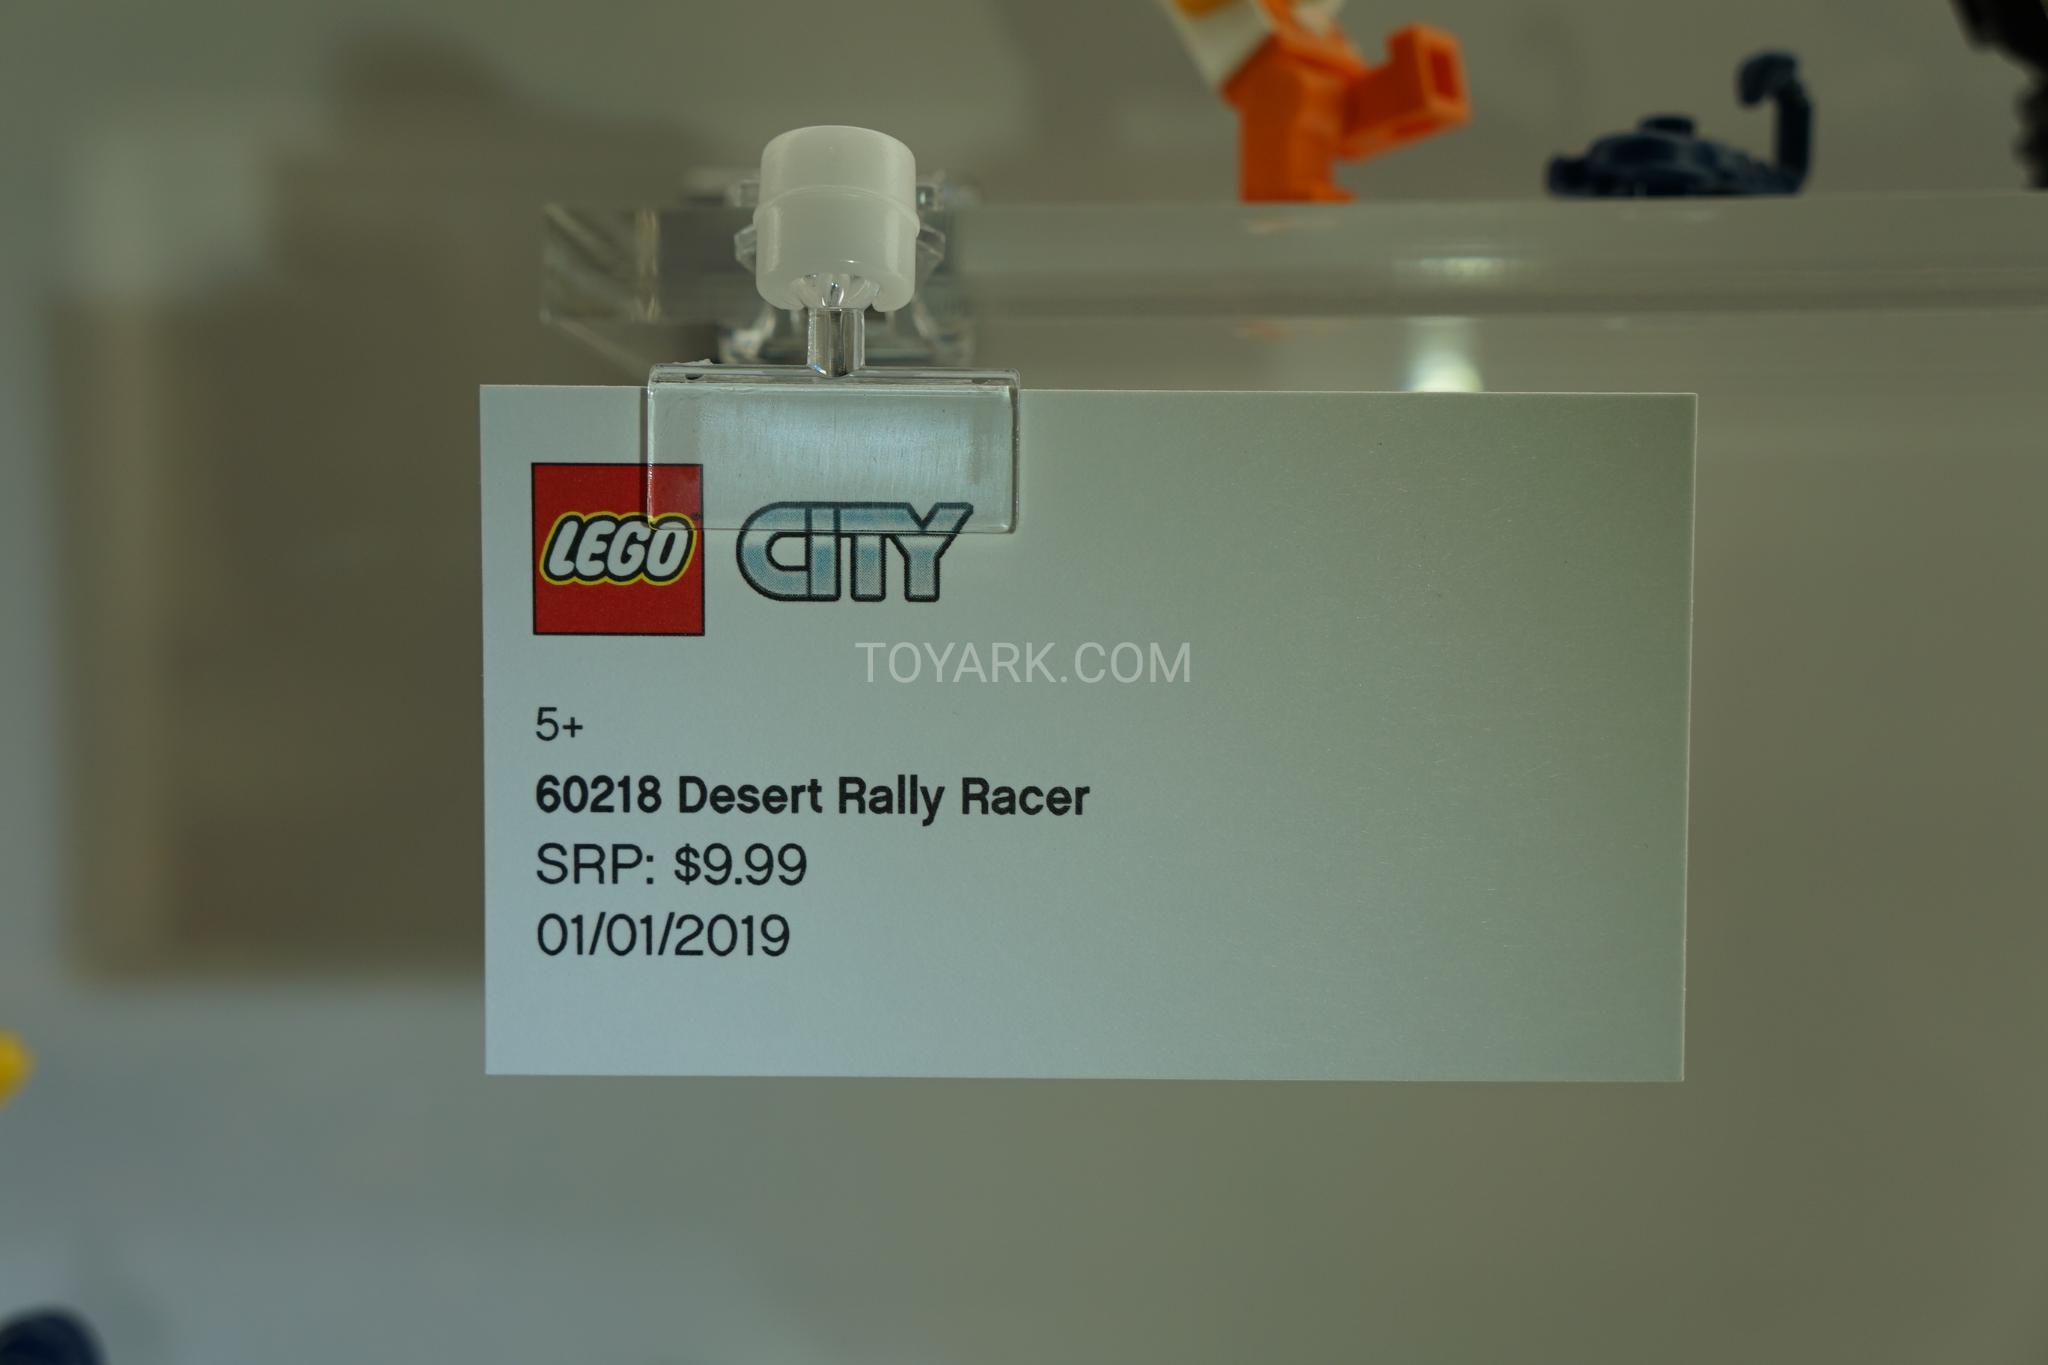 LEGO CITY
TOYARK.COM
5+
60218 Desert Rally Racer
SRP: $9.99
01/01/2019